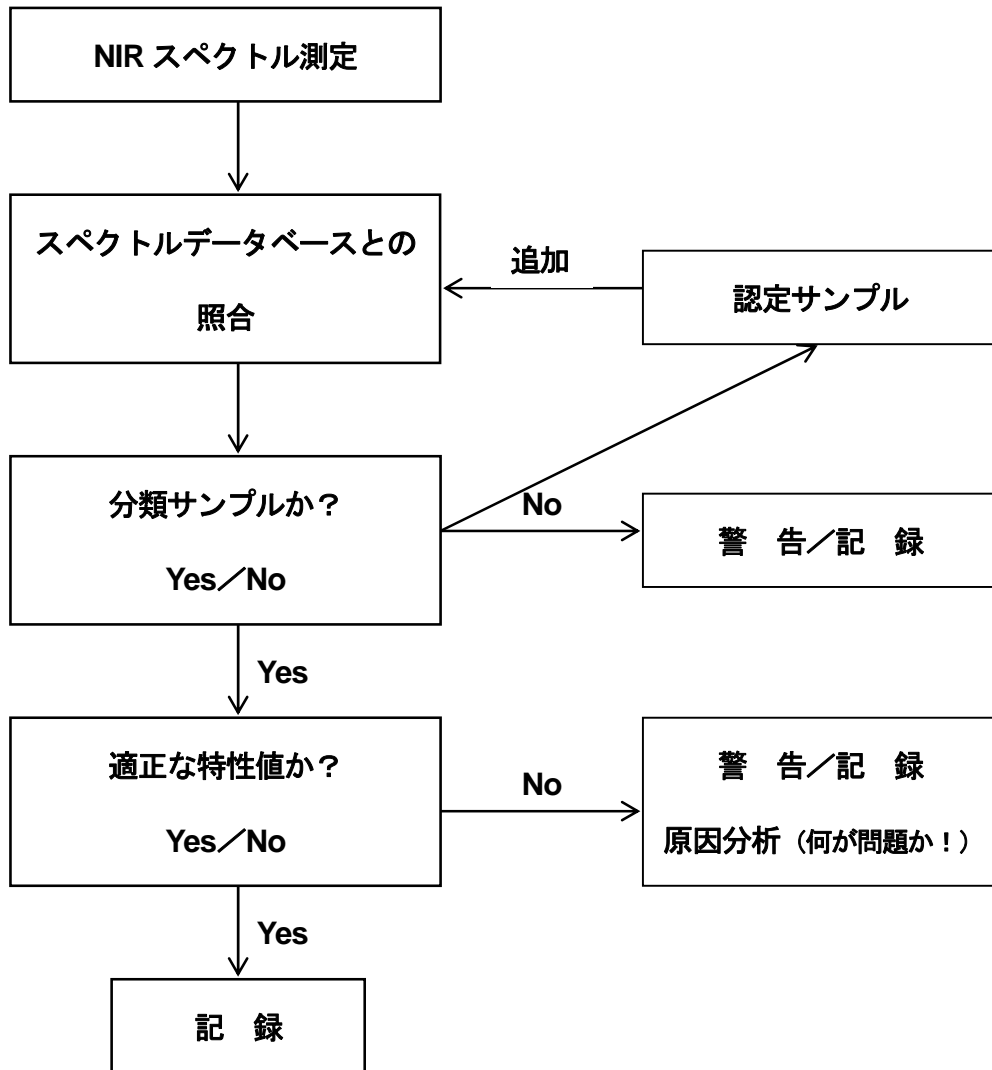 NIR スペクトル測定
スペクトルデータベースとの
照合
追加
認定サンプル
分類サンプルか？
Yes／No
No
警　告／記　録
Yes
適正な特性値か？
Yes／No
No
警　告／記　録
原因分析（何が問題か！）
Yes
記　録